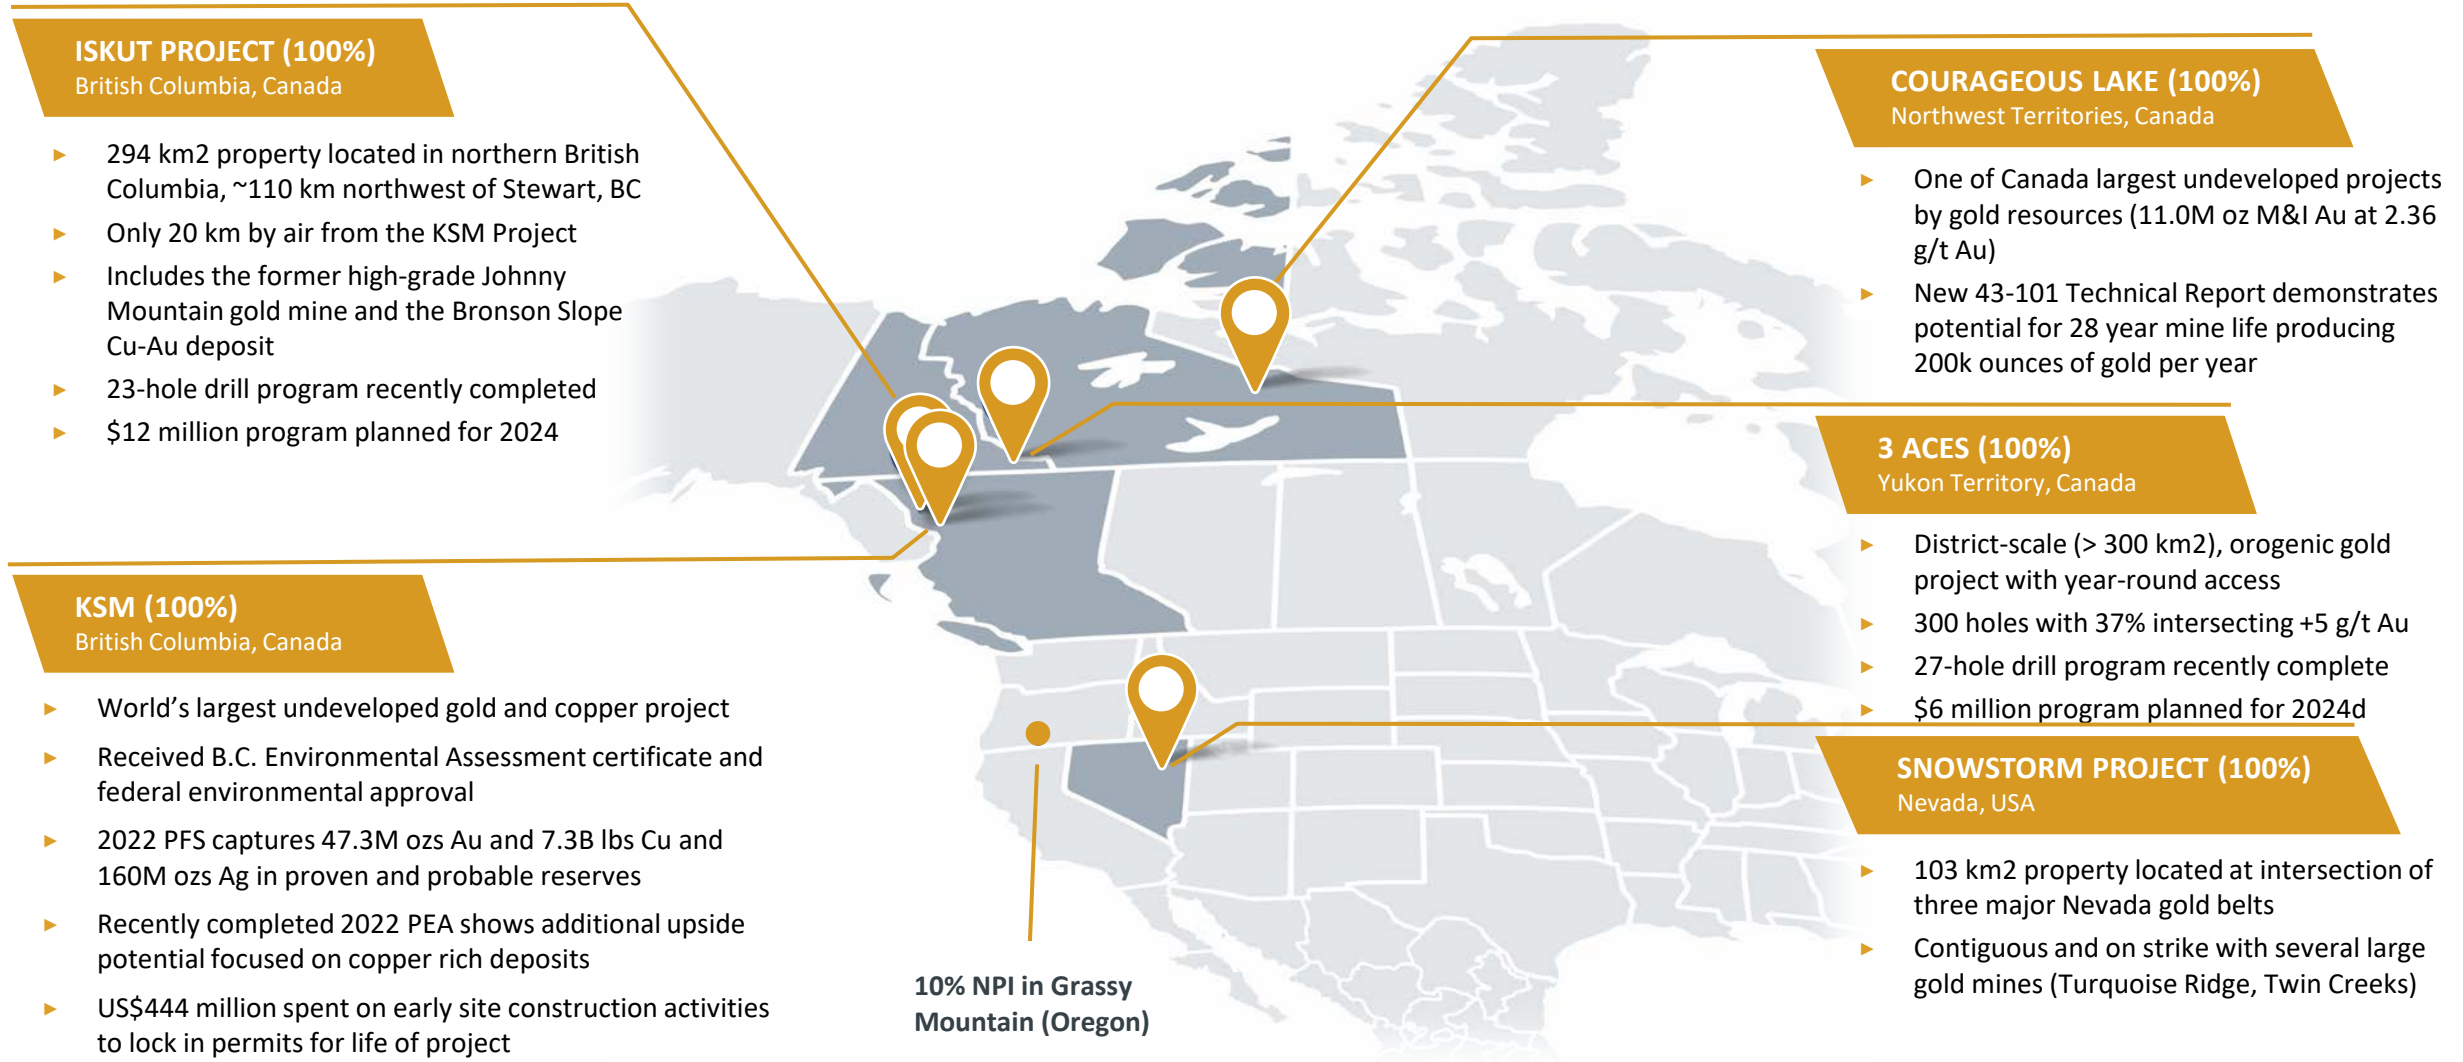 ISKUT PROJECT (100%)
British Columbia, Canada
► 294 km2 property located in northern British
Columbia, ~110 km northwest of Stewart, BC
► Only 20 km by air from the KSM Project
► Includes the former high-grade Johnny
Mountain gold mine and the Bronson Slope
Cu-Au deposit
► 23-hole drill program recently completed
► $12 million program planned for 2024
KSM (100%)
British Columbia, Canada
► World’s largest undeveloped gold and copper project
► Received B.C. Environmental Assessment certificate and
federal environmental approval
► 2022 PFS captures 47.3M ozs Au and 7.3B lbs Cu and
160M ozs Ag in proven and probable reserves
► Recently completed 2022 PEA shows additional upside
potential focused on copper rich deposits
► US$444 million spent on early site construction activities
to lock in permits for life of project
10% NPI in Grassy
Mountain (Oregon)
COURAGEOUS LAKE (100%)
Northwest Territories, Canada
► One of Canada largest undeveloped projects
by gold resources (11.0M oz M&I Au at 2.36
g/t Au)
► New 43-101 Technical Report demonstrates
potential for 28 year mine life producing
200k ounces of gold per year
3 ACES (100%)
Yukon Territory, Canada
► District-scale (> 300 km2), orogenic gold
project with year-round access
► 300 holes with 37% intersecting +5 g/t Au
► 27-hole drill program recently complete
► $6 million program planned for 2024d
SNOWSTORM PROJECT (100%)
Nevada, USA
► 103 km2 property located at intersection of
three major Nevada gold belts
► Contiguous and on strike with several large
gold mines (Turquoise Ridge, Twin Creeks)